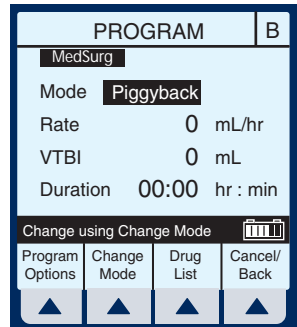 PROGRAM B
MedSurg
Mode Piggyback
Rate 0 mL/hr
VTBI 0 mL
Duration 00:00 hr : min
Change using Change Mode
Program Options Change Mode Drug List Cancel/ Back